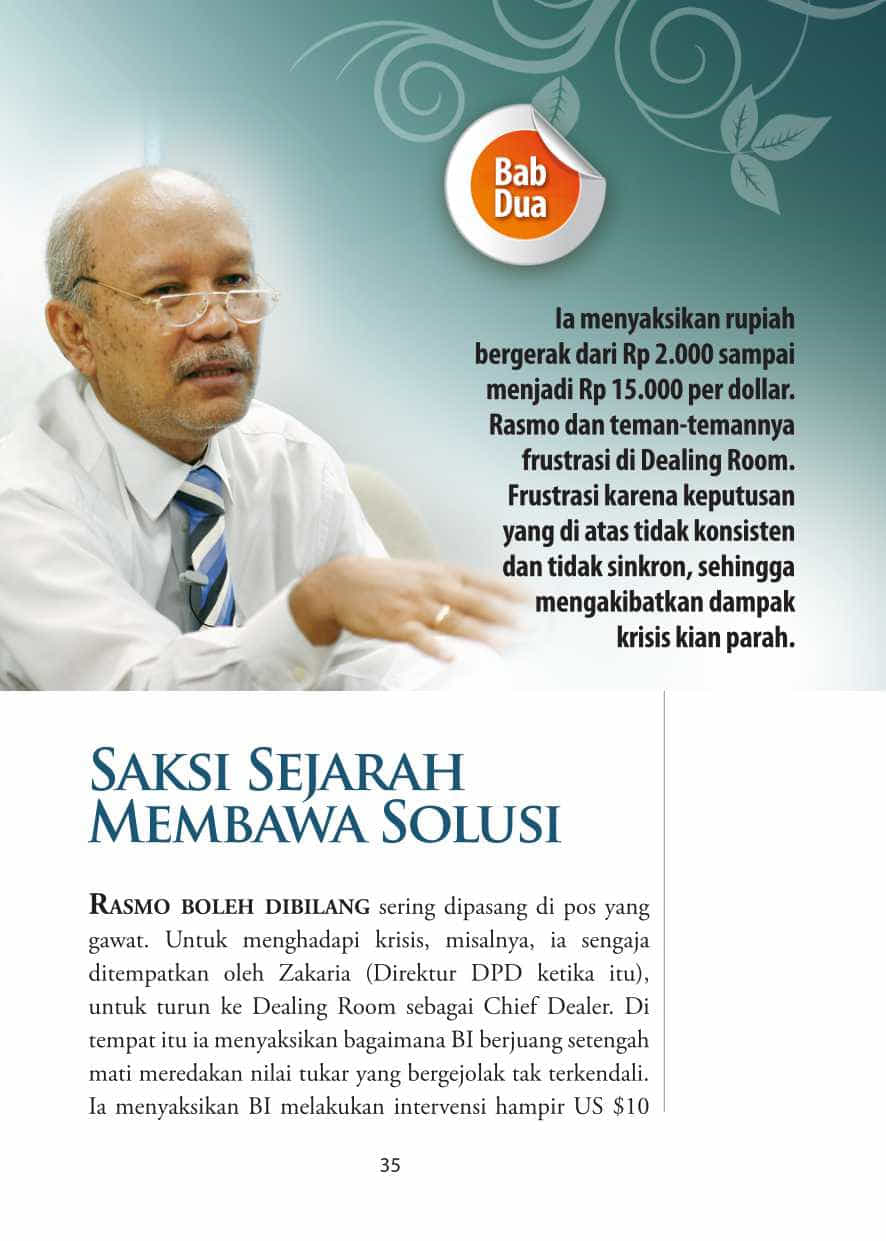 Bab
Dua
Ia menyaksikan rupiah
bergerak dari Rp 2.000 sampai
menjadi Rp 15.000 per dollar.
Rasmo dan teman-temannya
frustrasi di Dealing Room.
Frustrasi karena keputusan
yang di atas tidak konsisten
dan tidak sinkron, sehingga
mengakibatkan dampak
krisis kian parah.
SAKSI SEJARAH
MEMBAWA SOLUSI
RASMO BOLEH DIBILANG sering dipasang di pos yang
gawat. Untuk menghadapi krisis, misalnya, ia sengaja
ditempatkan oleh Zakaria (Direktur DPD ketika itu),
untuk turun ke Dealing Room sebagai Chief Dealer. Di
tempat itu ia menyaksikan bagaimana BI berjuang setengah
mati meredakan nilai tukar yang bergejolak tak terkendali.
Ia menyaksikan BI melakukan intervensi hampir US $10
35